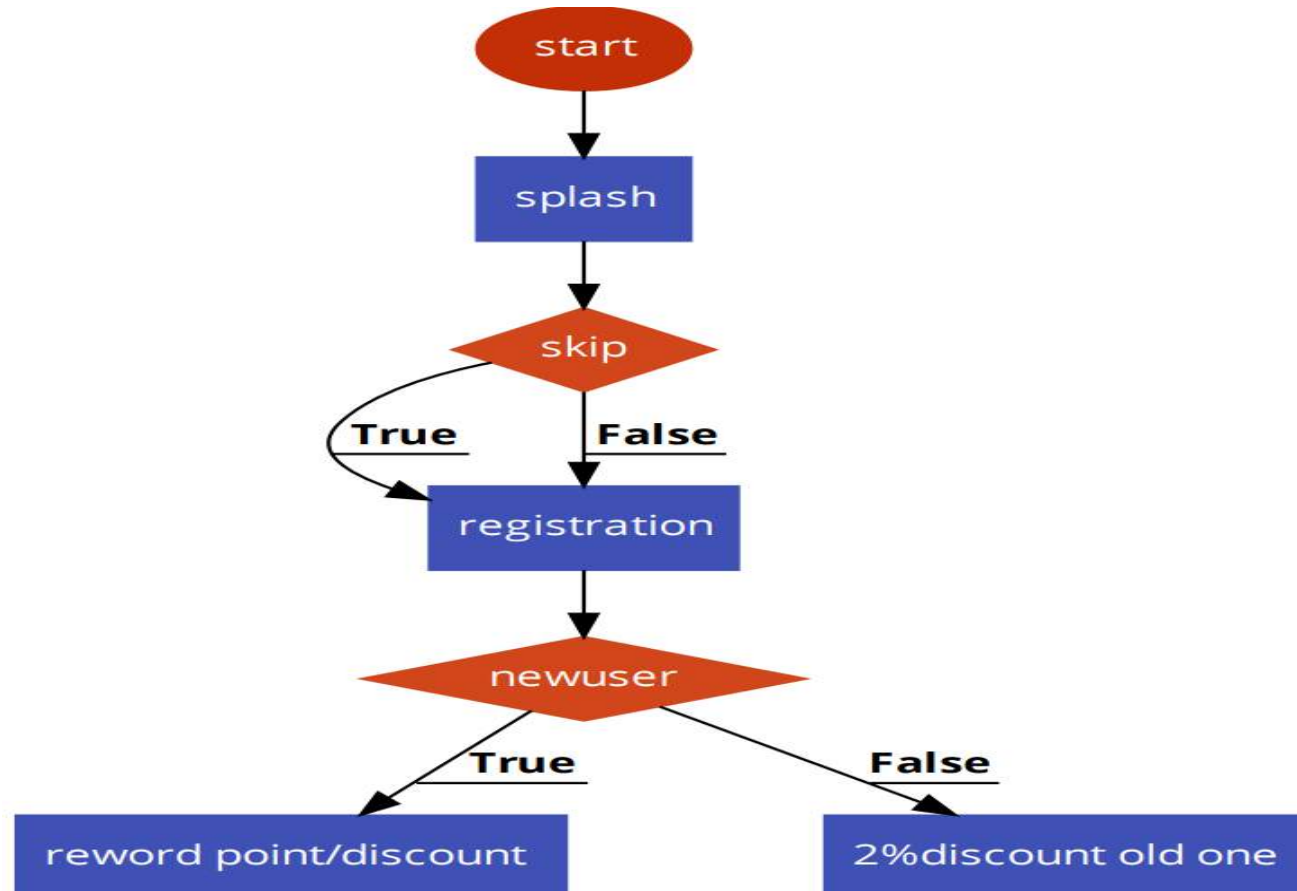 start
splash
skip
True
False
registration
newuser
True
False
reword point/discount
2%discount old one